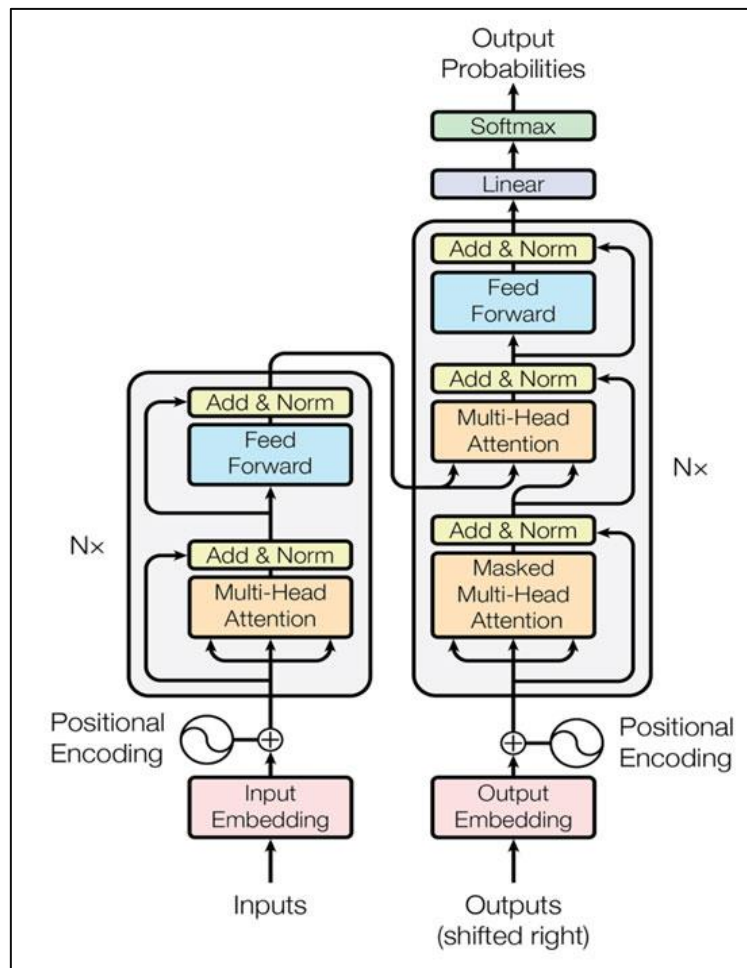 Output
Probabilities
Softmax
Linear
Add & Norm
Feed
Forward
Add & Norm
Multi-Head
Attention
Add & Norm
Masked
Multi-Head
Attention
Nx
Add & Norm
Feed
Forward
Add & Norm
Multi-Head
Attention
Nx
Positional
Encoding
Positional
Encoding
Input
Embedding
Output
Embedding
Inputs
Outputs
(shifted right)